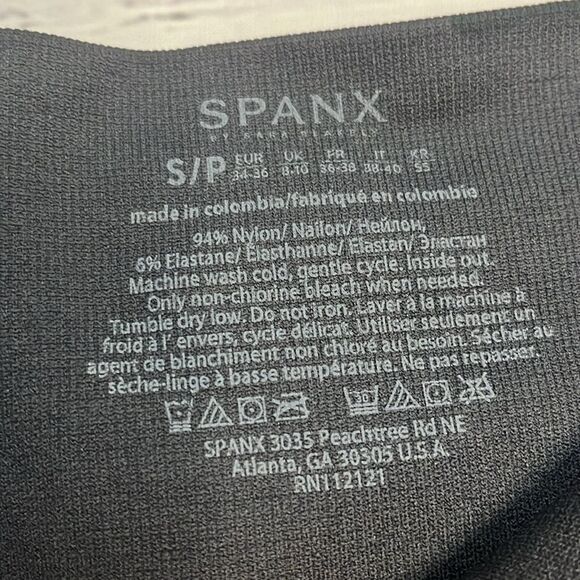 SPANX
BY SARA BLAKELY
S/P EUR 34-36 UK 8-10 FR 36-38 IT 38-40 KR 55
made in colombia/fabriqué en colombie
94% Nylon/ Nailon/ Нейлон,
6% Elastane/ Élasthanne/ Elastan/ Эластан
Machine wash cold, gentle cycle. Inside out.
Only non-chlorine bleach when needed.
Tumble dry low. Do not iron. Laver à la machine à
froid à l' envers, cycle délicat. Utiliser seulement un
agent de blanchiment non chloré au besoin. Sécher au
sèche-linge à basse température. Ne pas repasser.
30
SPANX 3035 Peachtree Rd NE
Atlanta, GA 30305 U.S.A.
RN112121